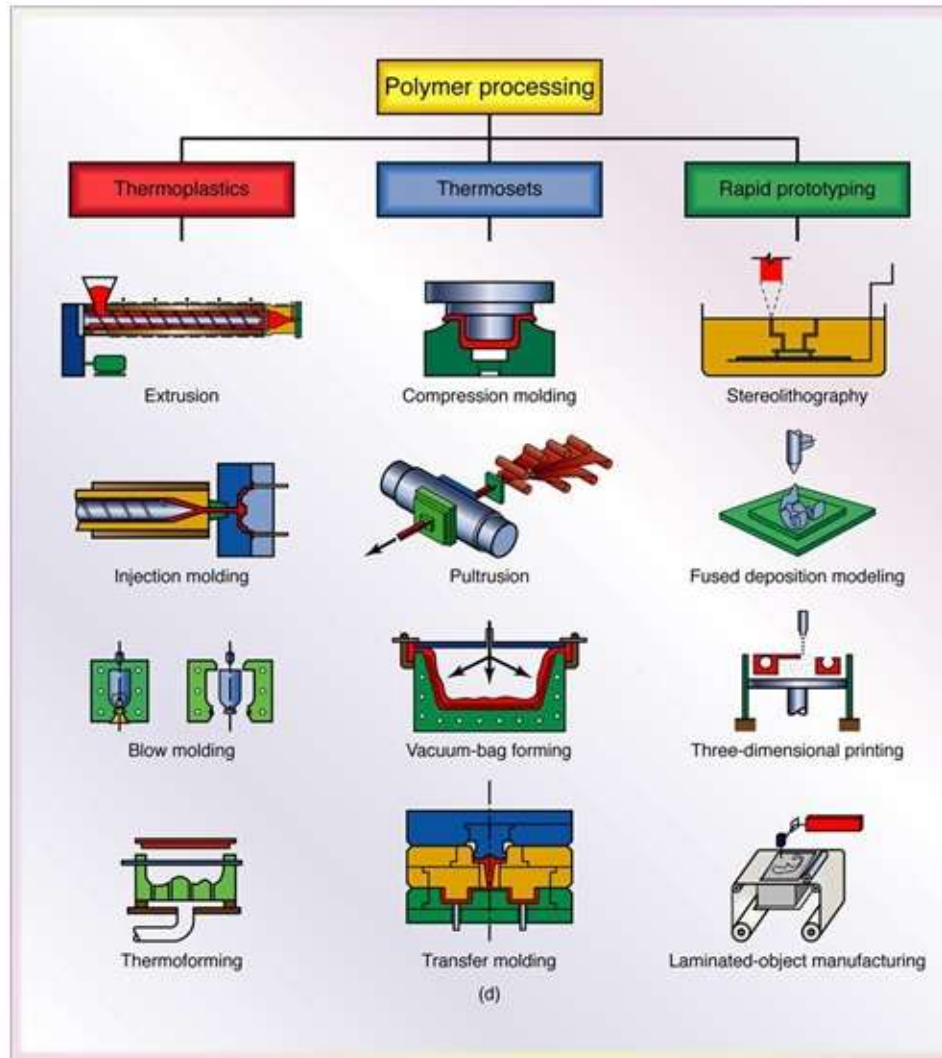 Polymer processing
Thermoplastics
Thermosets
Rapid prototyping
Extrusion
Compression molding
Stereolithography
Injection molding
Pultrusion
Fused deposition modeling
Blow molding
Vacuum-bag forming
Three-dimensional printing
Thermoforming
Transfer molding
Laminated-object manufacturing
(d)